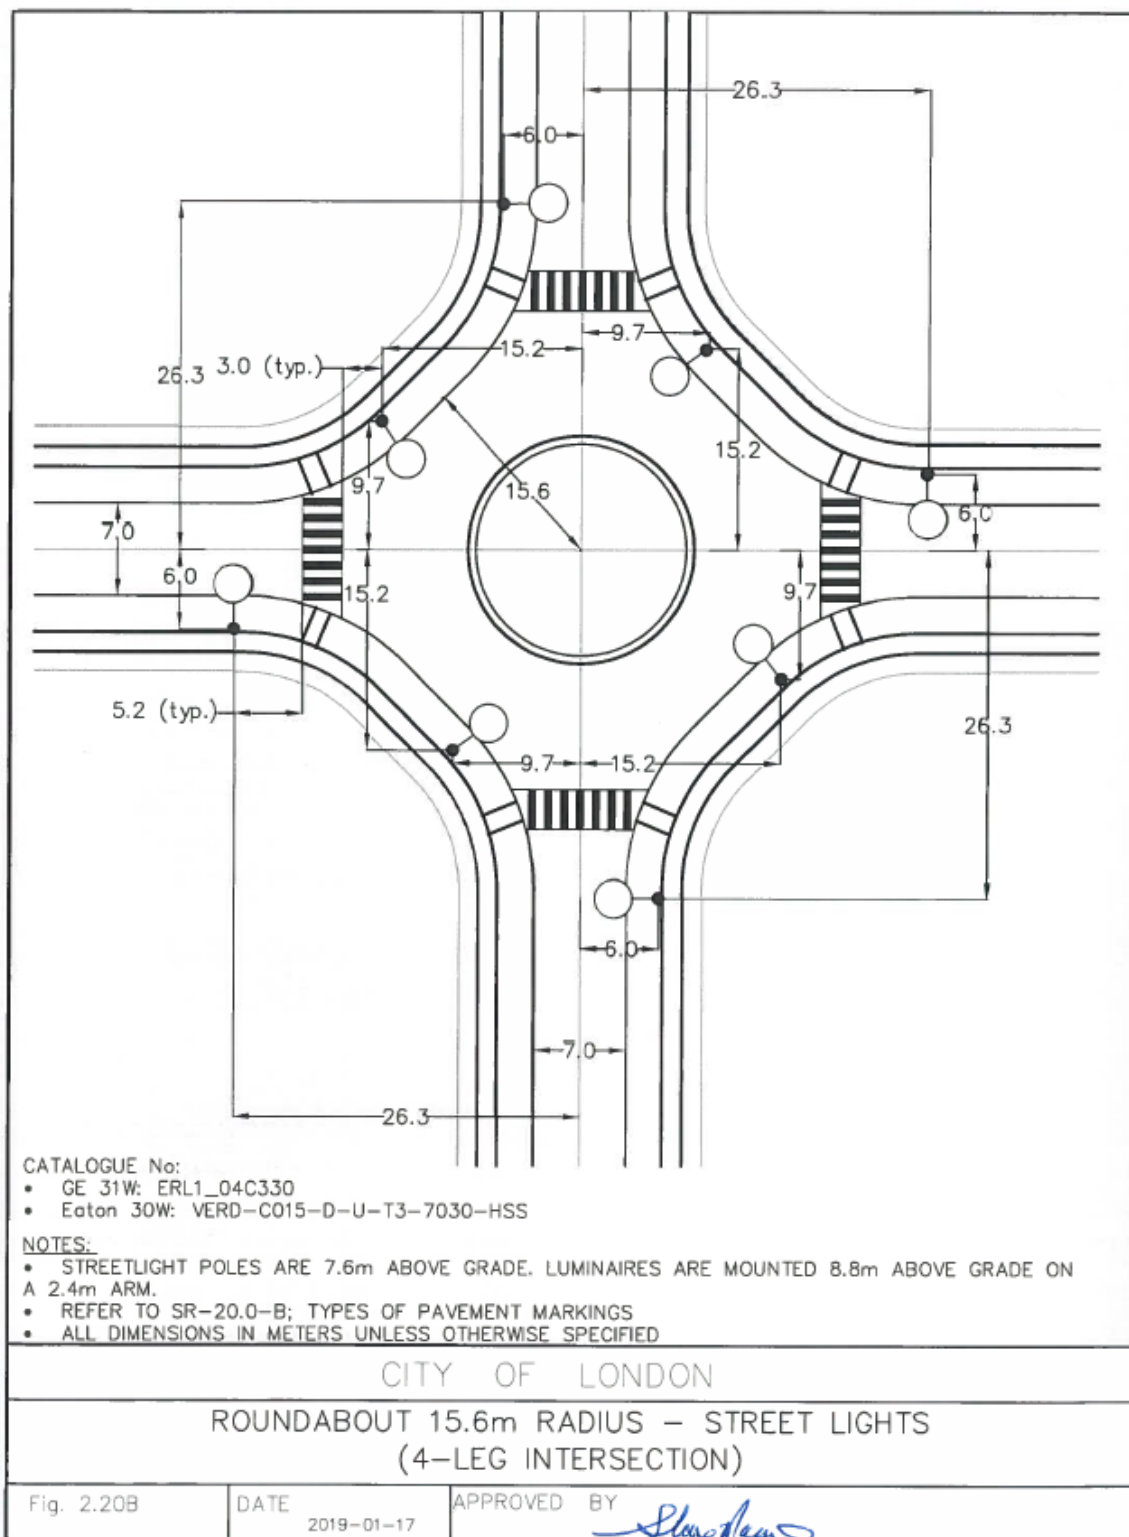 26.3
6.0
9.7
15.2
3.0 (typ.)
26.3
15.2
9.7
15.6
7.0
6.0
6.0
15.2
9.7
5.2 (typ.)
26.3
9.7
15.2
6.0
7.0
26.3
CATALOGUE No:
• GE 31W: ERL1_04C330
• Eaton 30W: VERD-C015-D-U-T3-7030-HSS
NOTES:
• STREETLIGHT POLES ARE 7.6m ABOVE GRADE. LUMINAIRES ARE MOUNTED 8.8m ABOVE GRADE ON
A 2.4m ARM.
• REFER TO SR-20.0-B; TYPES OF PAVEMENT MARKINGS
• ALL DIMENSIONS IN METERS UNLESS OTHERWISE SPECIFIED
CITY OF LONDON
ROUNDABOUT 15.6m RADIUS - STREET LIGHTS
(4-LEG INTERSECTION)
Fig. 2.20B
DATE
2019-01-17
APPROVED BY